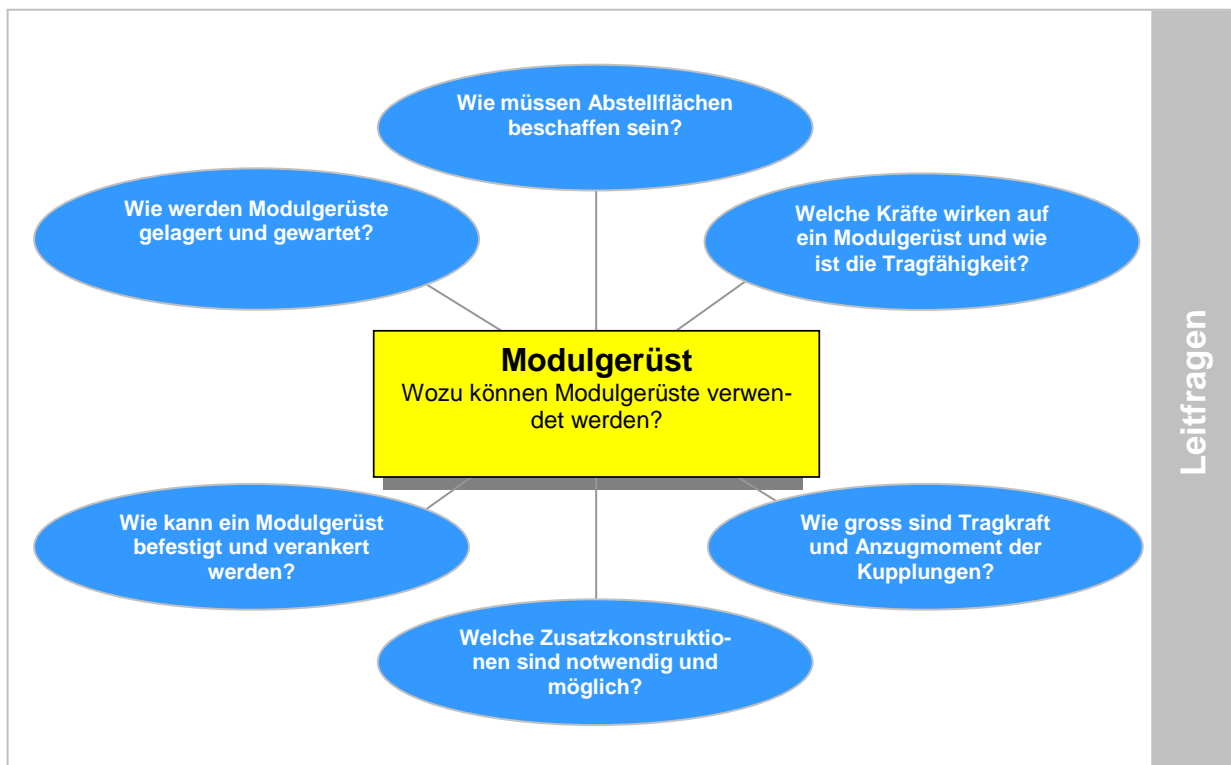 Wie müssen Abstellflächen
beschaffen sein?
Wie werden Modulgerüste
gelagert und gewartet?
Welche Kräfte wirken auf
ein Modulgerüst und wie
ist die Tragfähigkeit?
Modulgerüst
Wozu können Modulgerüste verwen-
det werden?
Wie kann ein Modulgerüst
befestigt und verankert
werden?
Wie gross sind Tragkraft
und Anzugmoment der
Kupplungen?
Welche Zusatzkonstruktio-
nen sind notwendig und
möglich?
Leitfragen